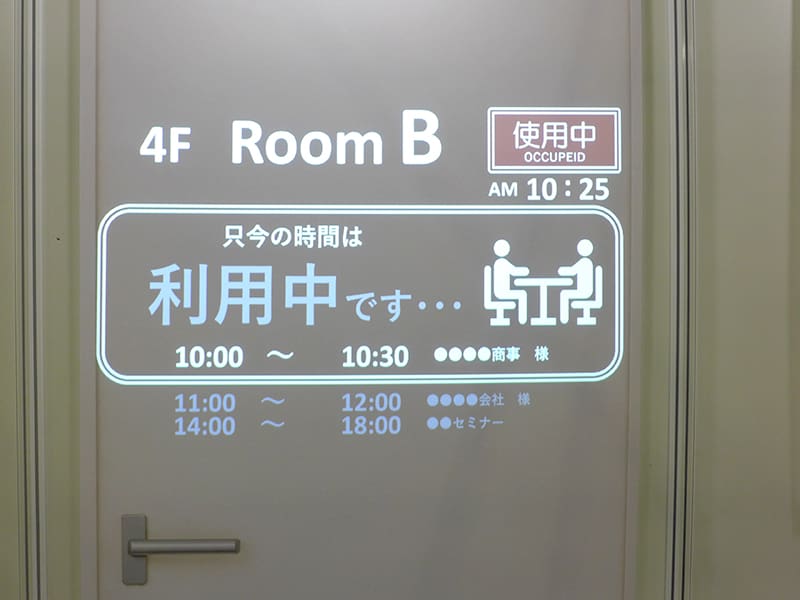 4F Room B
使用中
OCCUPEID
AM 10：25
只今の時間は
利用中です・・・
10:00 〜 10:30 ●●●●商事 様
11:00 〜 12:00 ●●●●会社 様
14:00 〜 18:00 ●●セミナー